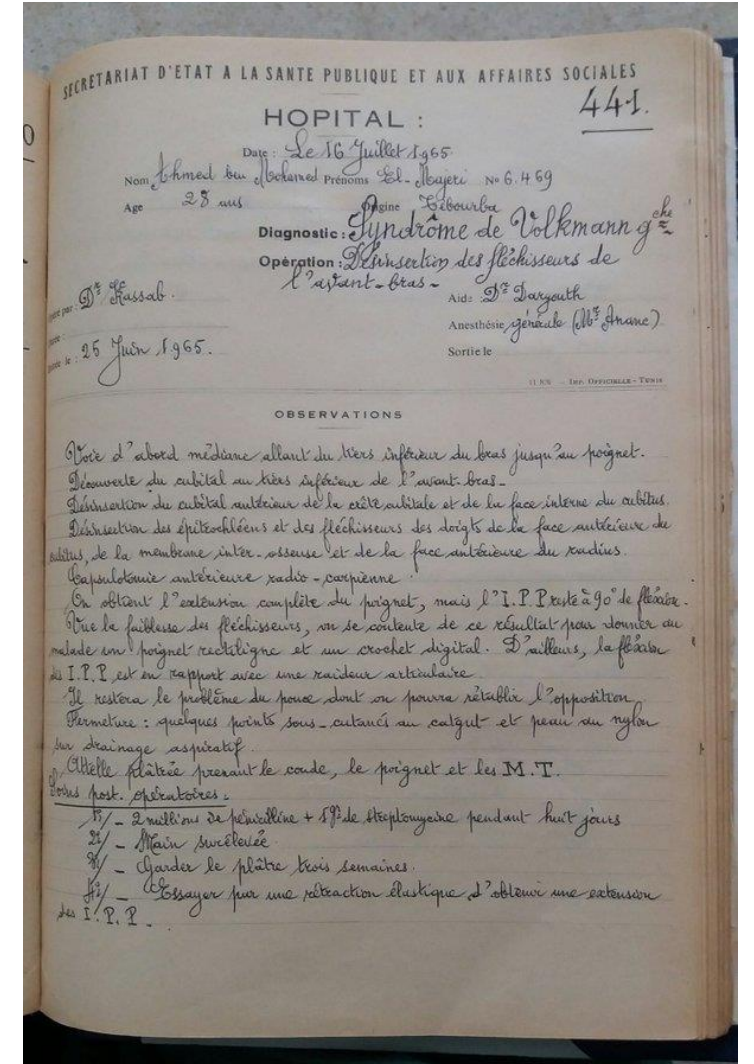 SECRETARIAT D'ETAT A LA SANTE PUBLIQUE ET AUX AFFAIRES SOCIALES
441.
HOPITAL :
Date : Le 16 Juillet 1965
Nom Ahmed ben Mohamed Prénoms El-Majeri No 6.469
Age 28 ans Origine Tébourba
Diagnostic : Syndrôme de Volkmann gche
Opération : Désinsertion des fléchisseurs de
l'avant-bras -
par : Dr Kassab.
Aide : Dr Dargouth
Anesthésie générale (Mr Anane)
le : 25 Juin 1965.
Sortie le
Imp. OFFICIELLE - TUNIS
OBSERVATIONS
Voie d'abord médiane allant du tiers inférieur du bras jusqu'au poignet.
Découverte du cubital au tiers inférieur de l'avant-bras -
Désinsertion du cubital antérieur de la crête cubitale et de la face interne du cubitus.
Désinsertion des épitrochléens et des fléchisseurs des doigts de la face antérieure du
cubitus, de la membrane inter-osseuse et de la face antérieure du radius.
Capsulotomie antérieure radio-carpienne.
On obtient l'extension complète du poignet, mais l'I.P.P reste à 90° de fléxion -
Vue la faiblesse des fléchisseurs, on se contente de ce résultat pour donner au
malade un poignet rectiligne et un crochet digital. D'ailleurs, la fléxion
des I.P.P est en rapport avec une raideur articulaire.
Il restera le problème du pouce dont on pourra rétablir l'opposition.
Fermeture : quelques points sous-cutanés au catgut et peau au nylon
sur drainage aspiratif.
Attelle plâtrée prenant le coude, le poignet et les M.T.
Soins post. opératoires :
1°/ - 2 millions de pénicilline + 1g de streptomycine pendant huit jours
2°/ - Main surélevée
3°/ - Garder le plâtre trois semaines.
4°/ - Essayer par une rétraction élastique d'obtenir une extension
des I.P.P -